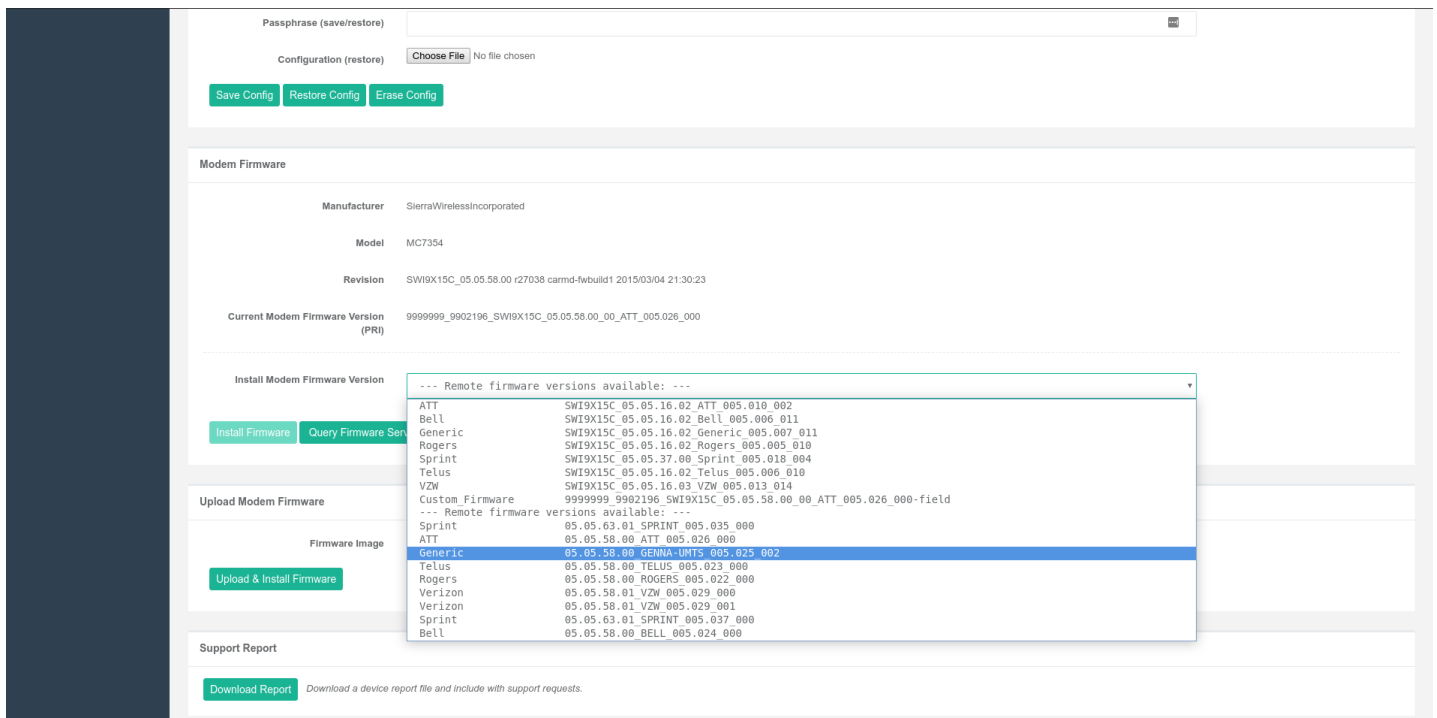 Passphrase (save/restore)
Configuration (restore) Choose File No file chosen
Save Config Restore Config Erase Config
Modem Firmware
Manufacturer SierraWirelessIncorporated
Model MC7354
Revision SWI9X15C_05.05.58.00 r27038 carmd-fwbuild1 2015/03/04 21:30:23
Current Modem Firmware Version (PRI) 9999999_9902196_SWI9X15C_05.05.58.00_00_ATT_005.026_000
Install Modem Firmware Version --- Remote firmware versions available: ---
Install Firmware Query Firmware Ser
ATT SWI9X15C_05.05.16.02_ATT_005.010_002
Bell SWI9X15C_05.05.16.02_Bell_005.006_011
Generic SWI9X15C_05.05.16.02_Generic_005.007_011
Rogers SWI9X15C_05.05.16.02_Rogers_005.005_010
Sprint SWI9X15C_05.05.37.00_Sprint_005.018_004
Telus SWI9X15C_05.05.16.02_Telus_005.006_010
VZW SWI9X15C_05.05.16.03_VZW_005.013_014
Custom_Firmware 9999999_9902196_SWI9X15C_05.05.58.00_00_ATT_005.026_000-field
--- Remote firmware versions available: ---
Sprint 05.05.63.01_SPRINT_005.035_000
ATT 05.05.58.00_ATT_005.026_000
Generic 05.05.58.00_GENNA-UMTS_005.025_002
Telus 05.05.58.00_TELUS_005.023_000
Rogers 05.05.58.00_ROGERS_005.022_000
Verizon 05.05.58.01_VZW_005.029_000
Verizon 05.05.58.01_VZW_005.029_001
Sprint 05.05.63.01_SPRINT_005.037_000
Bell 05.05.58.00_BELL_005.024_000
Upload Modem Firmware
Firmware Image
Upload & Install Firmware
Support Report
Download Report Download a device report file and include with support requests.